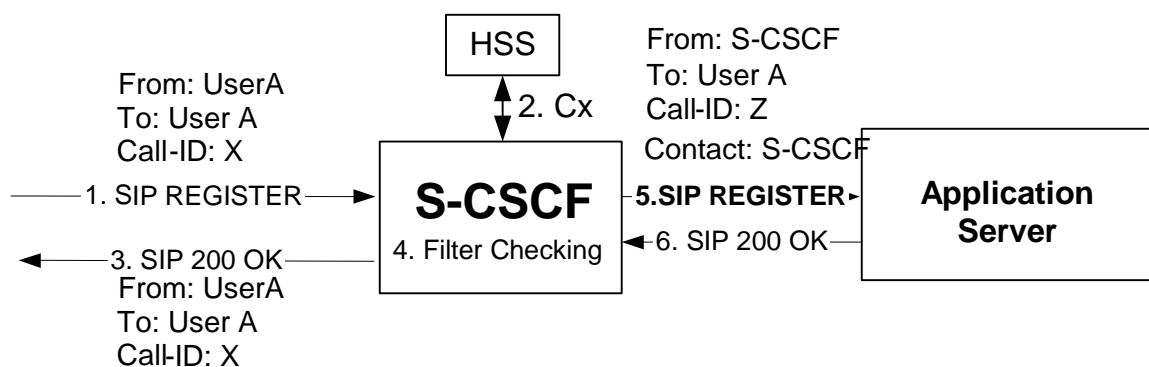 HSS
2. Cx
From: UserA
To: User A
Call-ID: X
1. SIP REGISTER
3. SIP 200 OK
From: UserA
To: User A
Call-ID: X
S-CSCF
4. Filter Checking
From: S-CSCF
To: User A
Call-ID: Z
Contact: S-CSCF
5.SIP REGISTER
6. SIP 200 OK
Application
Server